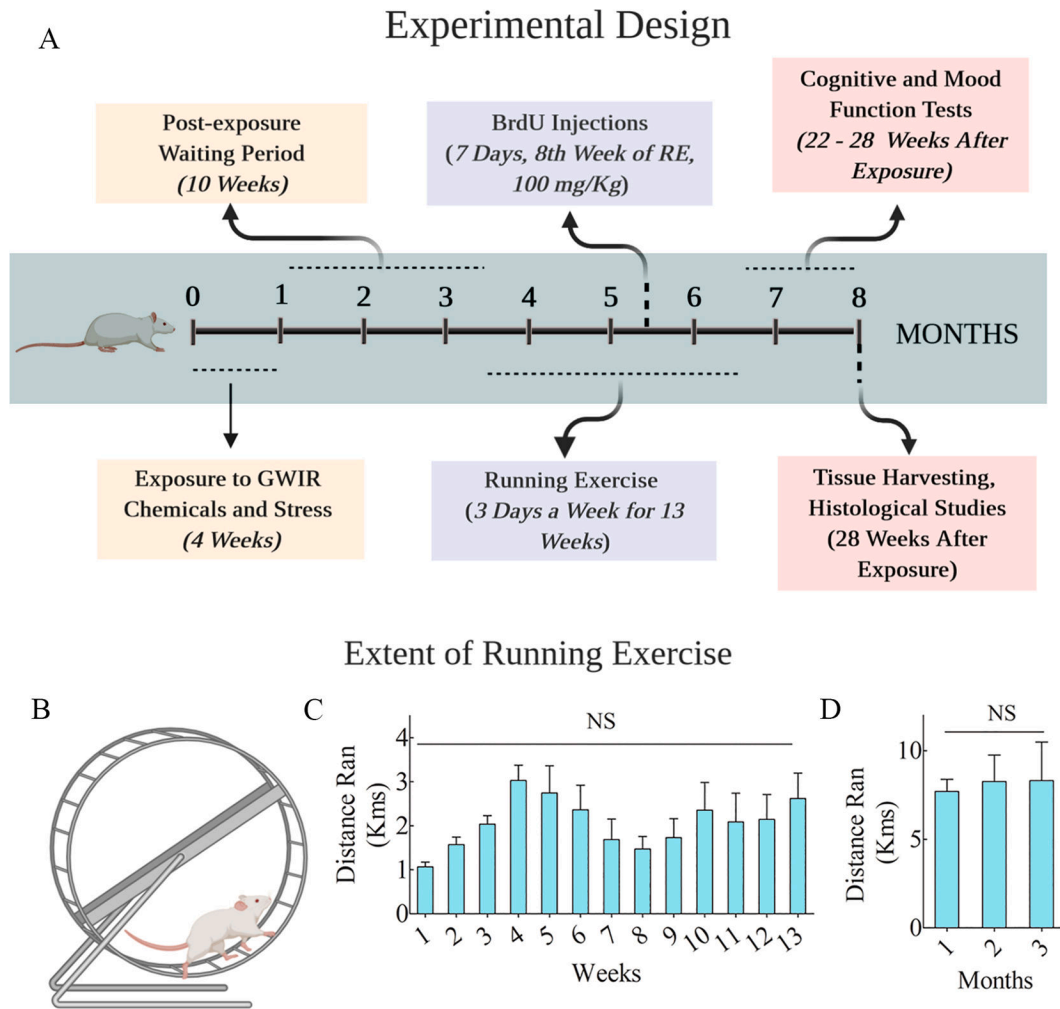 Experimental Design
A
Post-exposure
Waiting Period
(10 Weeks)
BrdU Injections
(7 Days, 8th Week of RE,
100 mg/Kg)
Cognitive and Mood
Function Tests
(22 - 28 Weeks After
Exposure)
0 1 2 3 4 5 6 7 8
MONTHS
Exposure to GWIR
Chemicals and Stress
(4 Weeks)
Running Exercise
(3 Days a Week for 13
Weeks)
Tissue Harvesting,
Histological Studies
(28 Weeks After
Exposure)
Extent of Running Exercise
B
C
NS
Distance Ran
(Kms)
4
3
2
1
0
1 2 3 4 5 6 7 8 9 10 11 12 13
Weeks
D
NS
Distance Ran
(Kms)
10
5
0
1 2 3
Months